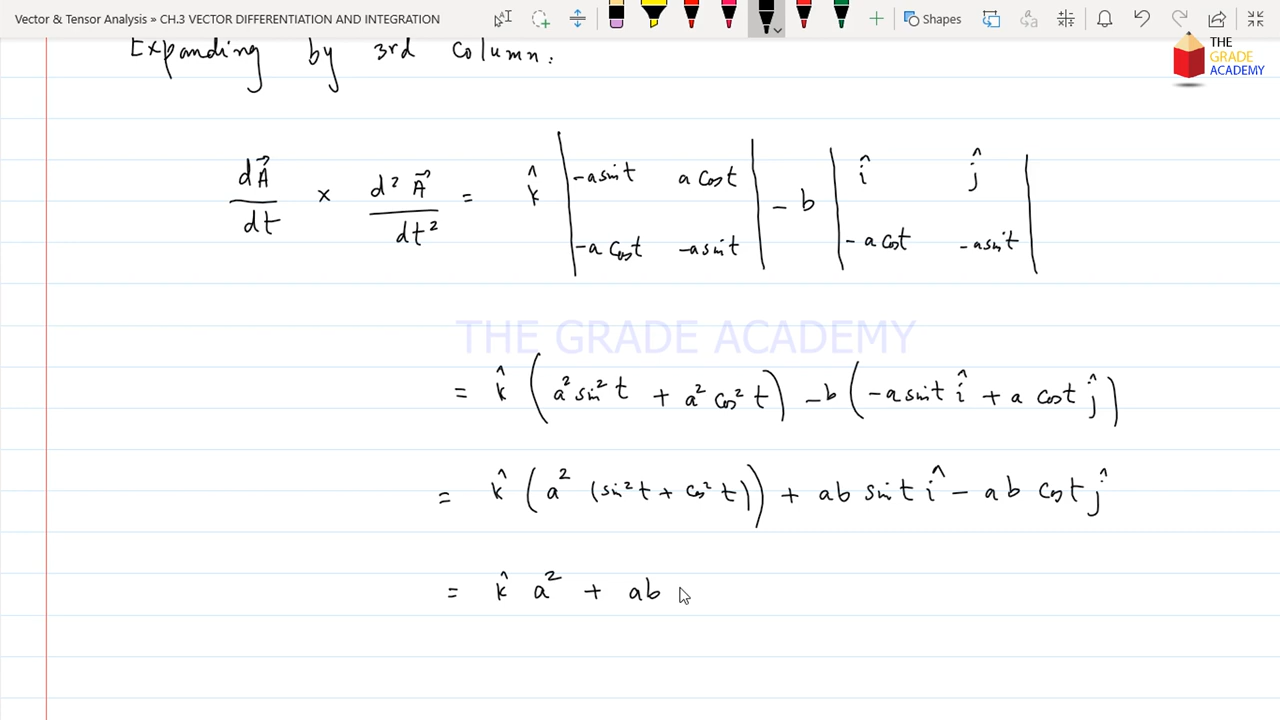 Vector & Tensor Analysis » CH.3 VECTOR DIFFERENTIATION AND INTEGRATION
Shapes
THE
GRADE
ACADEMY
Expanding by 3rd Column.
dA⃗/dt × d²A⃗/dt² = k̂ |-a sin t  a cos t; -a cos t  -a sin t| - b |î  ĵ; -a cos t  -a sin t|
THE GRADE ACADEMY
= k̂ (a² sin² t + a² cos² t) - b (-a sin t î + a cos t ĵ)
= k̂ (a² (sin² t + cos² t)) + ab sin t î - ab cos t ĵ
= k̂ a² + ab